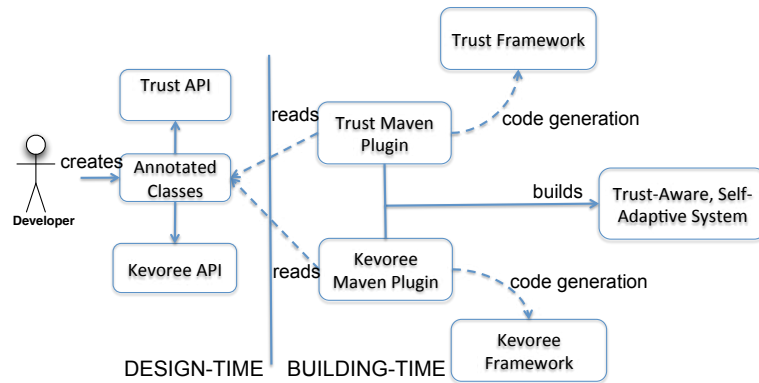 Trust Framework
Trust API
reads
Trust Maven
Plugin
code generation
creates
Annotated
Classes
Developer
builds
Trust-Aware, Self-
Adaptive System
Kevoree API
reads
Kevoree
Maven Plugin
code generation
Kevoree
Framework
DESIGN-TIME
BUILDING-TIME